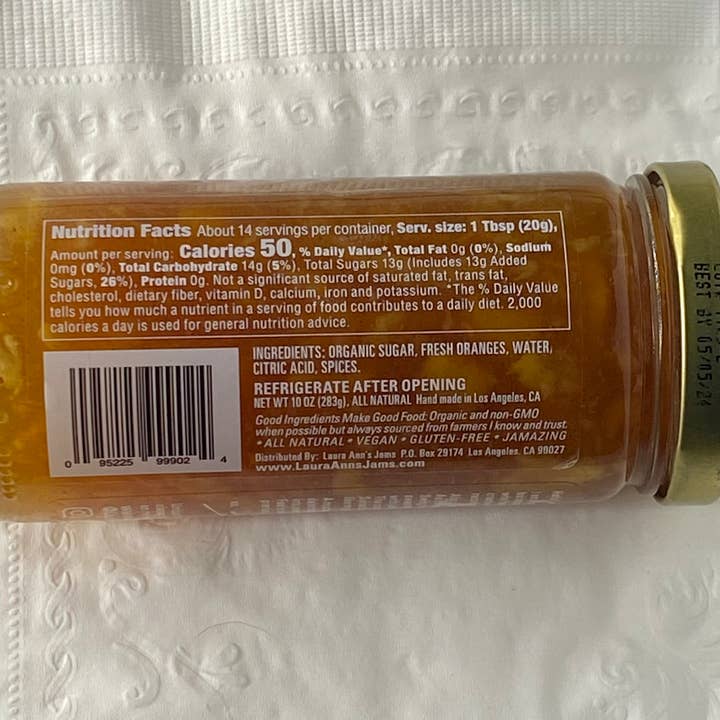 Nutrition Facts About 14 servings per container, Serv. size: 1 Tbsp (20g),
Amount per serving: Calories 50, % Daily Value*, Total Fat 0g (0%), Sodium
0mg (0%), Total Carbohydrate 14g (5%), Total Sugars 13g (Includes 13g Added
Sugars, 26%), Protein 0g. Not a significant source of saturated fat, trans fat,
cholesterol, dietary fiber, vitamin D, calcium, iron and potassium. *The % Daily Value
tells you how much a nutrient in a serving of food contributes to a daily diet. 2,000
calories a day is used for general nutrition advice.
INGREDIENTS: ORGANIC SUGAR, FRESH ORANGES, WATER,
CITRIC ACID, SPICES.
REFRIGERATE AFTER OPENING
NET WT 10 OZ (283g). ALL NATURAL Hand made in Los Angeles, CA
Good Ingredients Make Good Food: Organic and non-GMO
when possible but always sourced from farmers I know and trust.
• ALL NATURAL • VEGAN • GLUTEN-FREE • JAMAZING
Distributed By: Laura Ann's Jams P.O. Box 29174 Los Angeles, CA 90027
www.LauraAnnsJams.com
0 95225 99902 4
BEST BY 05/05/24